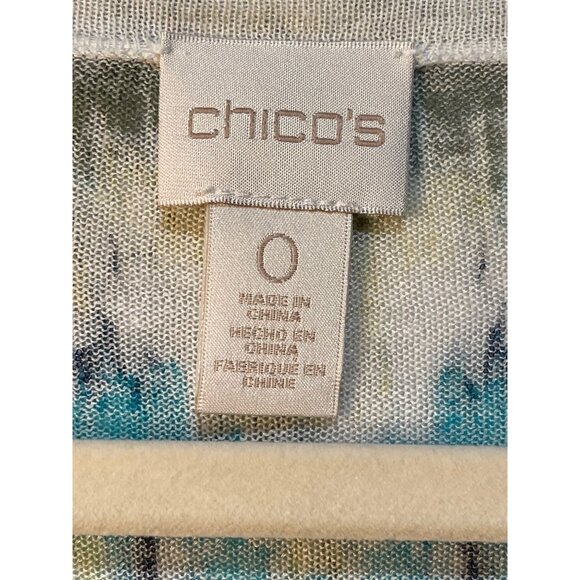 chico's
0
MADE IN
CHINA
HECHO EN
CHINA
FABRIQUE EN
CHINE